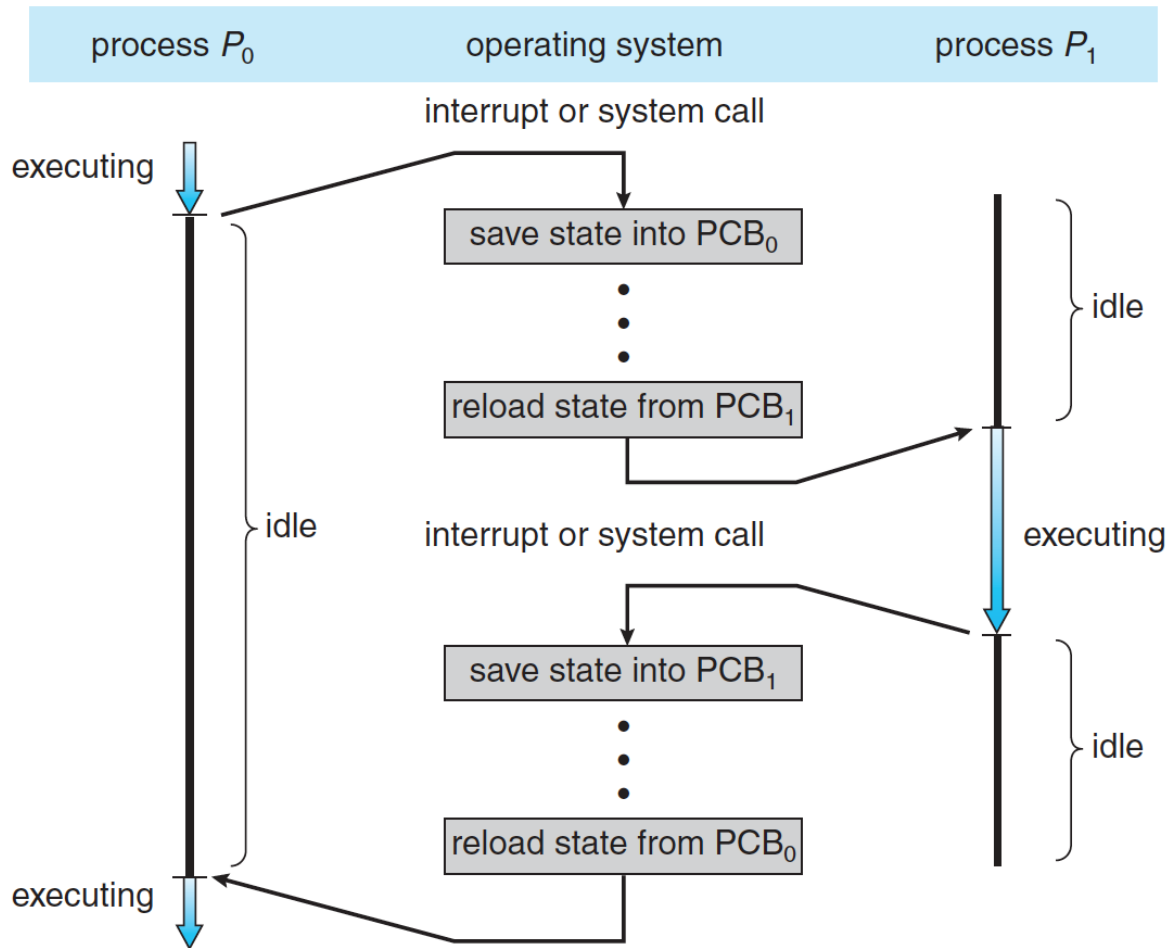 process P₀ operating system process P₁
interrupt or system call
executing
save state into PCB₀
idle
reload state from PCB₁
idle
interrupt or system call
executing
save state into PCB₁
idle
reload state from PCB₀
executing